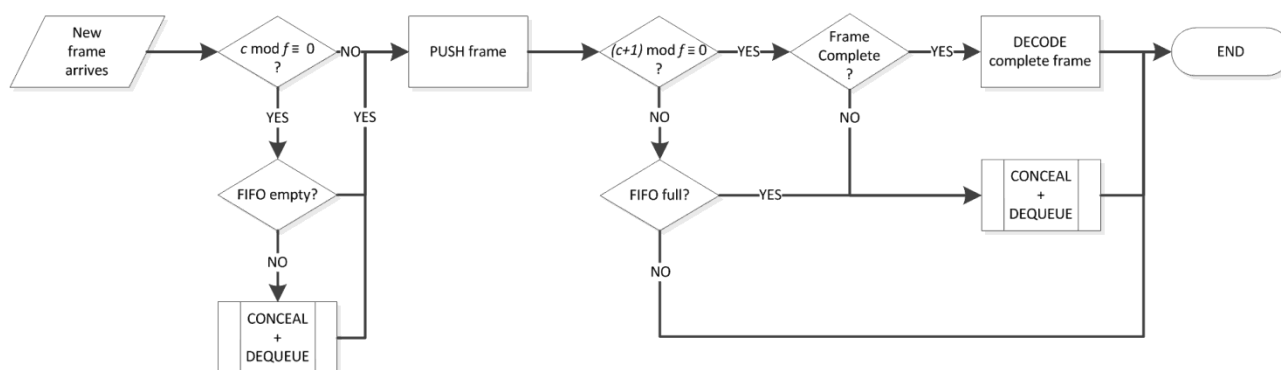 New
frame
arrives
c mod f ≡ 0
?
NO
YES
FIFO empty?
YES
NO
CONCEAL
+
DEQUEUE
PUSH frame
(c+1) mod f ≡ 0
?
YES
NO
FIFO full?
YES
NO
Frame
Complete
?
YES
NO
DECODE
complete frame
CONCEAL
+
DEQUEUE
END